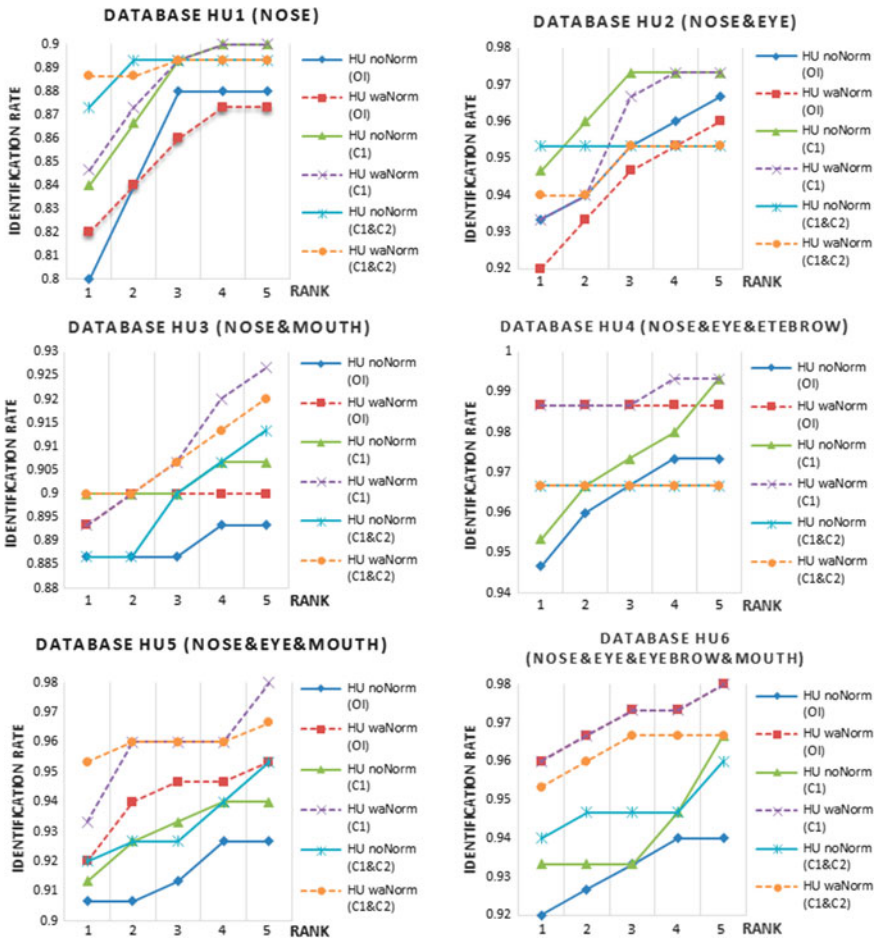 DATABASE HU1 (NOSE)
IDENTIFICATION RATE
0.9
0.89
0.88
0.87
0.86
0.85
0.84
0.83
0.82
0.81
0.8
1 2 3 4 5 RANK
HU noNorm
(OI)
HU waNorm
(OI)
HU noNorm
(C1)
HU waNorm
(C1)
HU noNorm
(C1&C2)
HU waNorm
(C1&C2)
DATABASE HU2 (NOSE&EYE)
IDENTIFICATION RATE
0.98
0.97
0.96
0.95
0.94
0.93
0.92
1 2 3 4 5 RANK
HU noNorm
(OI)
HU waNorm
(OI)
HU noNorm
(C1)
HU waNorm
(C1)
HU noNorm
(C1&C2)
HU waNorm
(C1&C2)
DATABASE HU3 (NOSE&MOUTH)
IDENTIFICATION RATE
0.93
0.925
0.92
0.915
0.91
0.905
0.9
0.895
0.89
0.885
0.88
1 2 3 4 5 RANK
HU noNorm
(OI)
HU waNorm
(OI)
HU noNorm
(C1)
HU waNorm
(C1)
HU noNorm
(C1&C2)
HU waNorm
(C1&C2)
DATABASE HU4 (NOSE&EYE&ETEBROW)
IDENTIFICATION RATE
1
0.99
0.98
0.97
0.96
0.95
0.94
1 2 3 4 5 RANK
HU noNorm
(OI)
HU waNorm
(OI)
HU noNorm
(C1)
HU waNorm
(C1)
HU noNorm
(C1&C2)
HU waNorm
(C1&C2)
DATABASE HU5 (NOSE&EYE&MOUTH)
IDENTIFICATION RATE
0.98
0.97
0.96
0.95
0.94
0.93
0.92
0.91
0.9
1 2 3 4 5 RANK
HU noNorm
(OI)
HU waNorm
(OI)
HU noNorm
(C1)
HU waNorm
(C1)
HU noNorm
(C1&C2)
HU waNorm
(C1&C2)
DATABASE HU6
(NOSE&EYE&EYEBROW&MOUTH)
IDENTIFICATION RATE
0.98
0.97
0.96
0.95
0.94
0.93
0.92
1 2 3 4 5 RANK
HU noNorm
(OI)
HU waNorm
(OI)
HU noNorm
(C1)
HU waNorm
(C1)
HU noNorm
(C1&C2)
HU waNorm
(C1&C2)